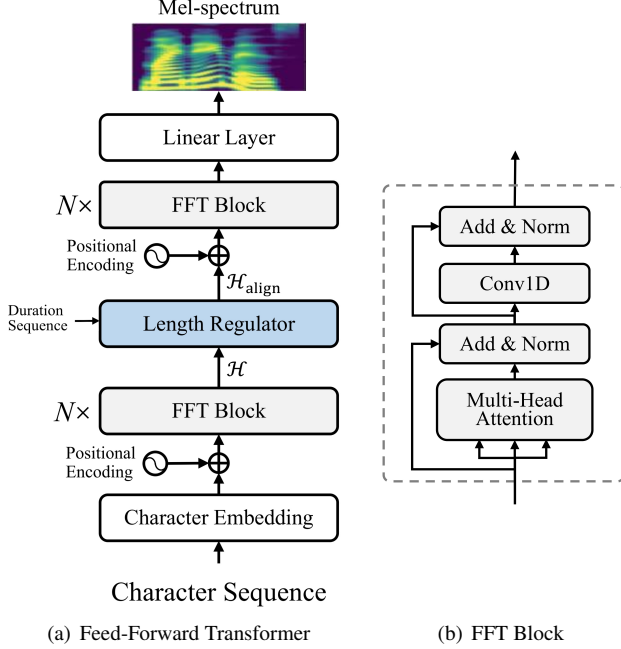 Mel-spectrum
Linear Layer
N×
FFT Block
Positional
Encoding
ℋalign
Duration
Sequence
Length Regulator
ℋ
N×
FFT Block
Positional
Encoding
Character Embedding
Character Sequence
(a) Feed-Forward Transformer
Add & Norm
Conv1D
Add & Norm
Multi-Head
Attention
(b) FFT Block